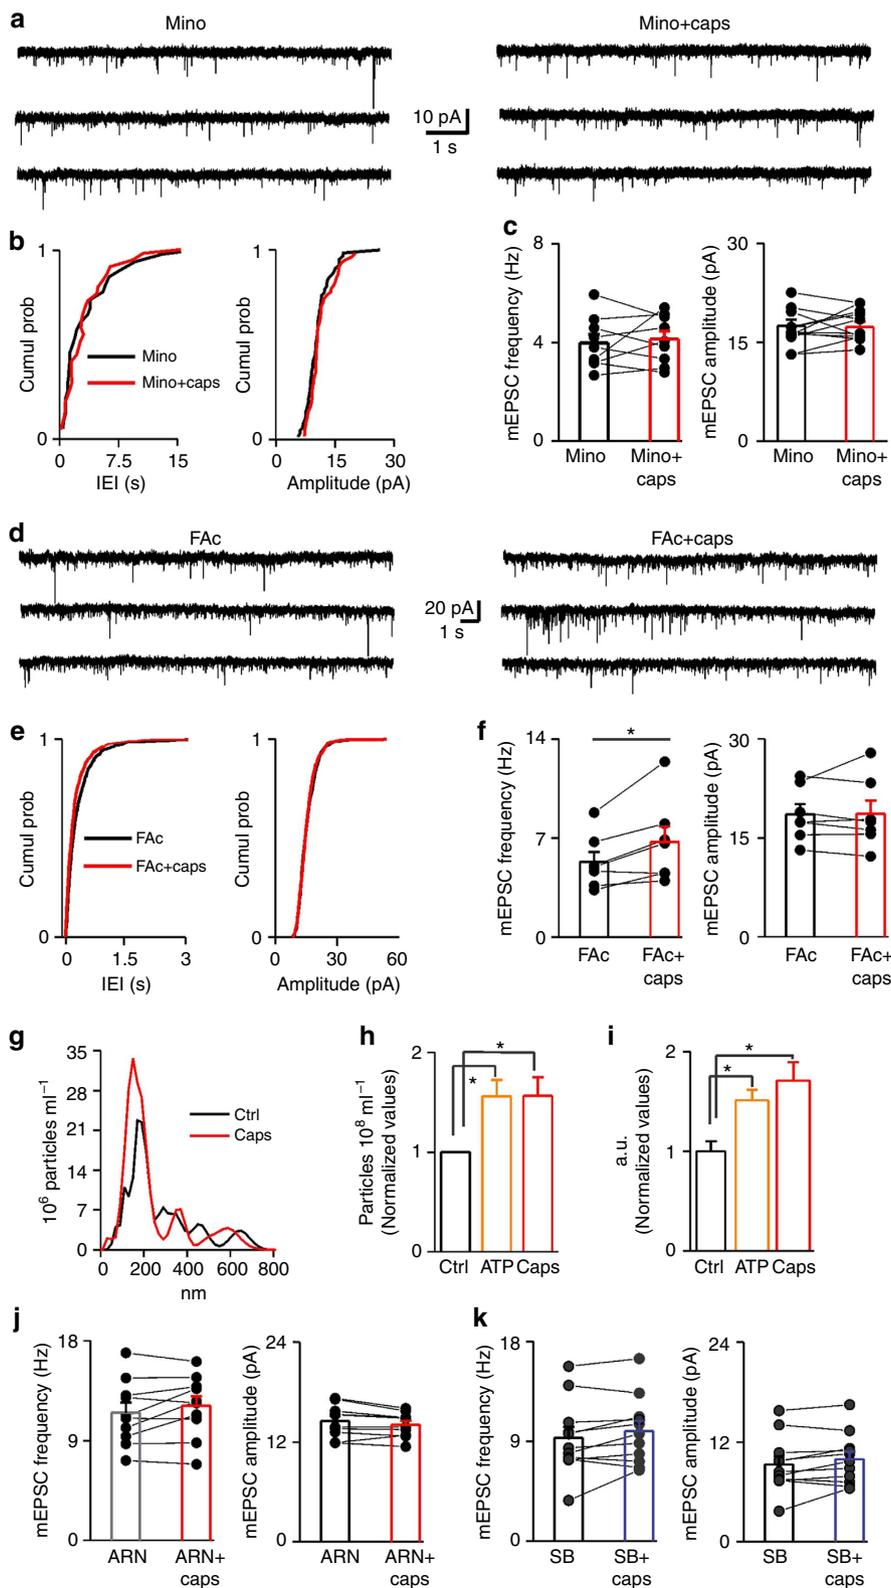 a
Mino
Mino+caps
10 pA
1 s
b
1
Cumul prob
0
Mino
Mino+caps
0 7.5 15
IEI (s)
1
Cumul prob
0
0 15 30
Amplitude (pA)
c
8
4
0
mEPSC frequency (Hz)
Mino
Mino+
caps
30
15
0
mEPSC amplitude (pA)
Mino
Mino+
caps
d
FAc
FAc+caps
20 pA
1 s
e
1
Cumul prob
0
FAc
FAc+caps
0 1.5 3
IEI (s)
1
Cumul prob
0
0 30 60
Amplitude (pA)
f
14
7
0
mEPSC frequency (Hz)
*
FAc
FAc+
caps
30
15
0
mEPSC amplitude (pA)
FAc
FAc+
caps
g
35
28
21
14
7
0
10⁶ particles ml⁻¹
Ctrl
Caps
0 200 400 600 800
nm
h
2
1
0
Particles 10⁸ ml⁻¹
(Normalized values)
*
*
Ctrl ATP Caps
i
2
1
0
a.u.
(Normalized values)
*
*
Ctrl ATP Caps
j
18
9
0
mEPSC frequency (Hz)
ARN
ARN+
caps
24
12
0
mEPSC amplitude (pA)
ARN
ARN+
caps
k
18
9
0
mEPSC frequency (Hz)
SB
SB+
caps
24
12
0
mEPSC amplitude (pA)
SB
SB+
caps